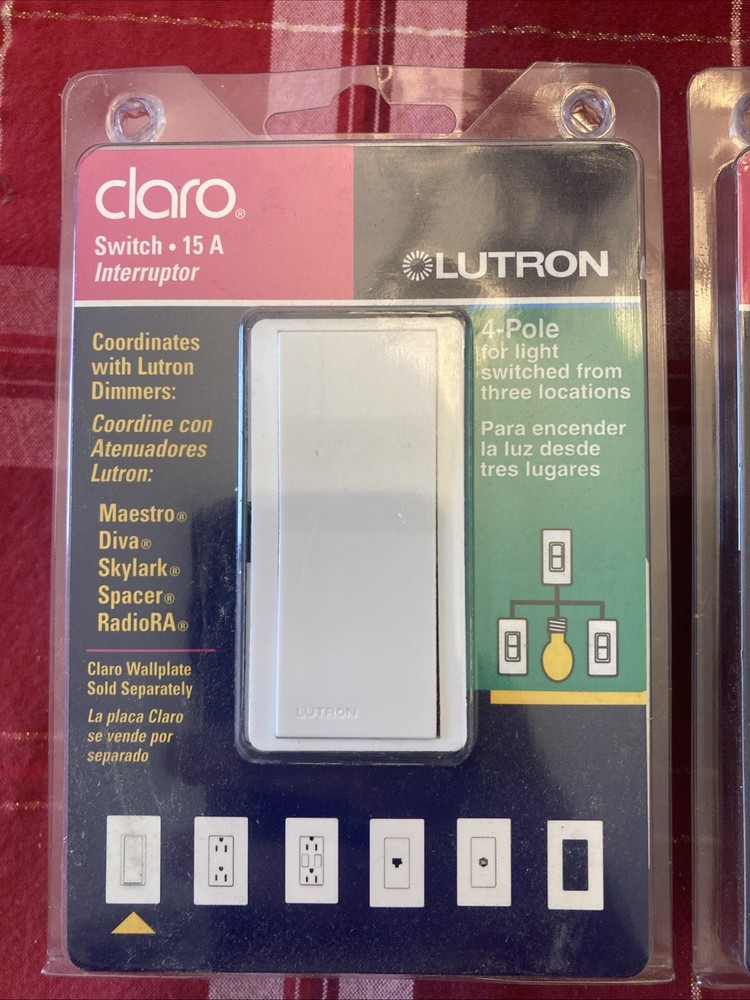 claro®
Switch • 15 A
Interruptor
LUTRON®
Coordinates
with Lutron
Dimmers:
Coordine con
Atenuadores
Lutron:
Maestro®
Diva®
Skylark®
Spacer®
RadioRA®
Claro Wallplate
Sold Separately
La placa Claro
se vende por
separado
LUTRON
4-Pole
for light
switched from
three locations
Para encender
la luz desde
tres lugares